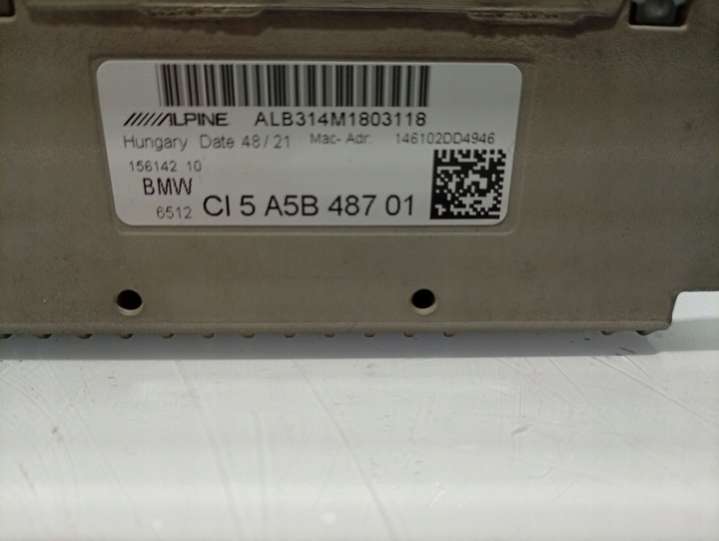 ALPINE ALB314M1803118
Hungary Date 48/21 Mac-Adr. 146102DD4946
156142 10
BMW
6512 CI 5 A5B 487 01